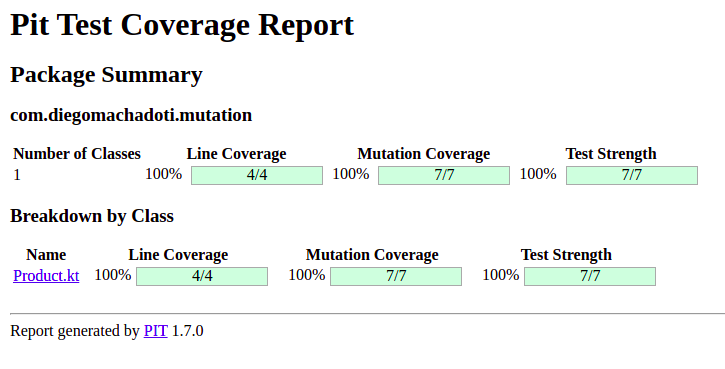 Pit Test Coverage Report
Package Summary
com.diegomachadoti.mutation
Number of Classes Line Coverage Mutation Coverage Test Strength
1 100% 4/4 100% 7/7 100% 7/7
Breakdown by Class
Name Line Coverage Mutation Coverage Test Strength
Product.kt 100% 4/4 100% 7/7 100% 7/7
Report generated by PIT 1.7.0